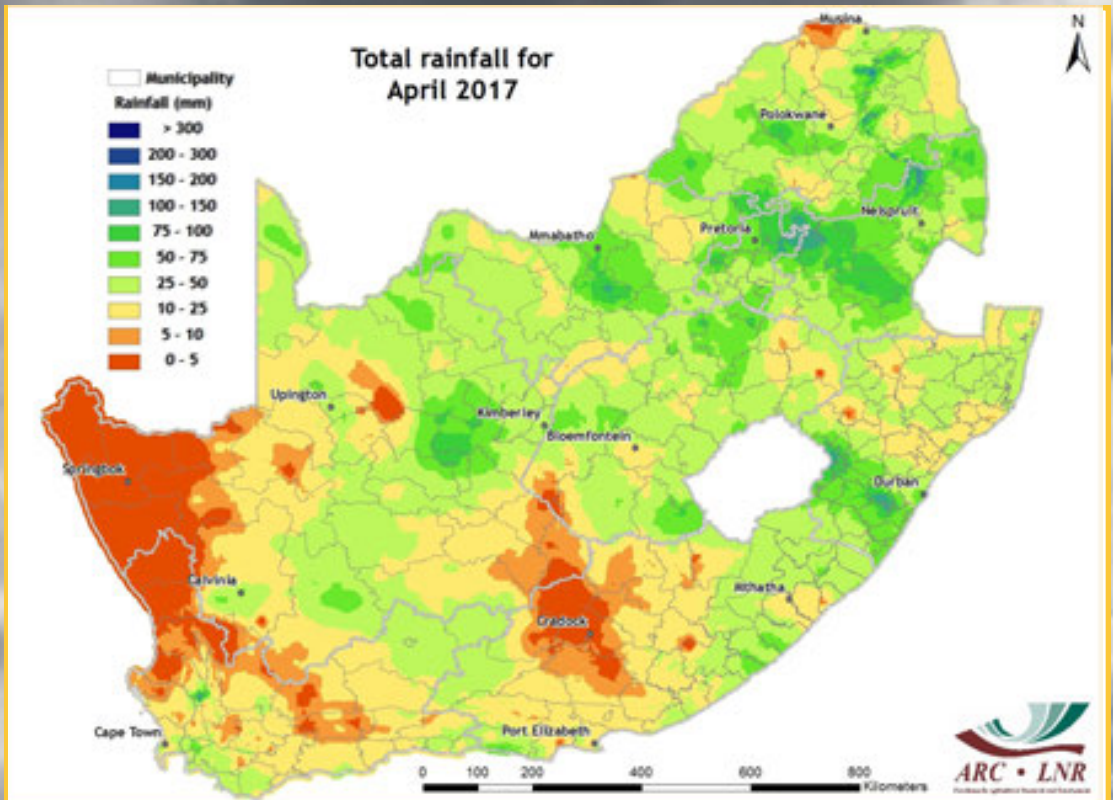 Total rainfall for
April 2017
N
Municipality
Rainfall (mm)
> 300
200 - 300
150 - 200
100 - 150
75 - 100
50 - 75
25 - 50
10 - 25
5 - 10
0 - 5
Musina
Polokwane
Nelspruit
Pretoria
Mmabatho
Upington
Kimberley
Bloemfontein
Springbok
Durban
Calvinia
Mthatha
Cradock
Cape Town
Port Elizabeth
0 100 200 400 600 800
Kilometers
ARC • LNR